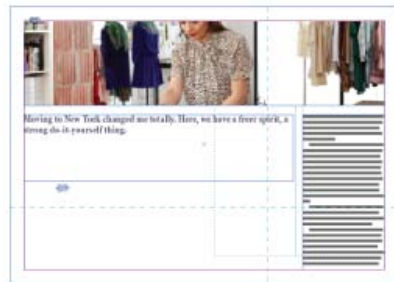 Moving to New York changed me totally. Here, we have a freer spirit, a
strong do-it-yourself thing.